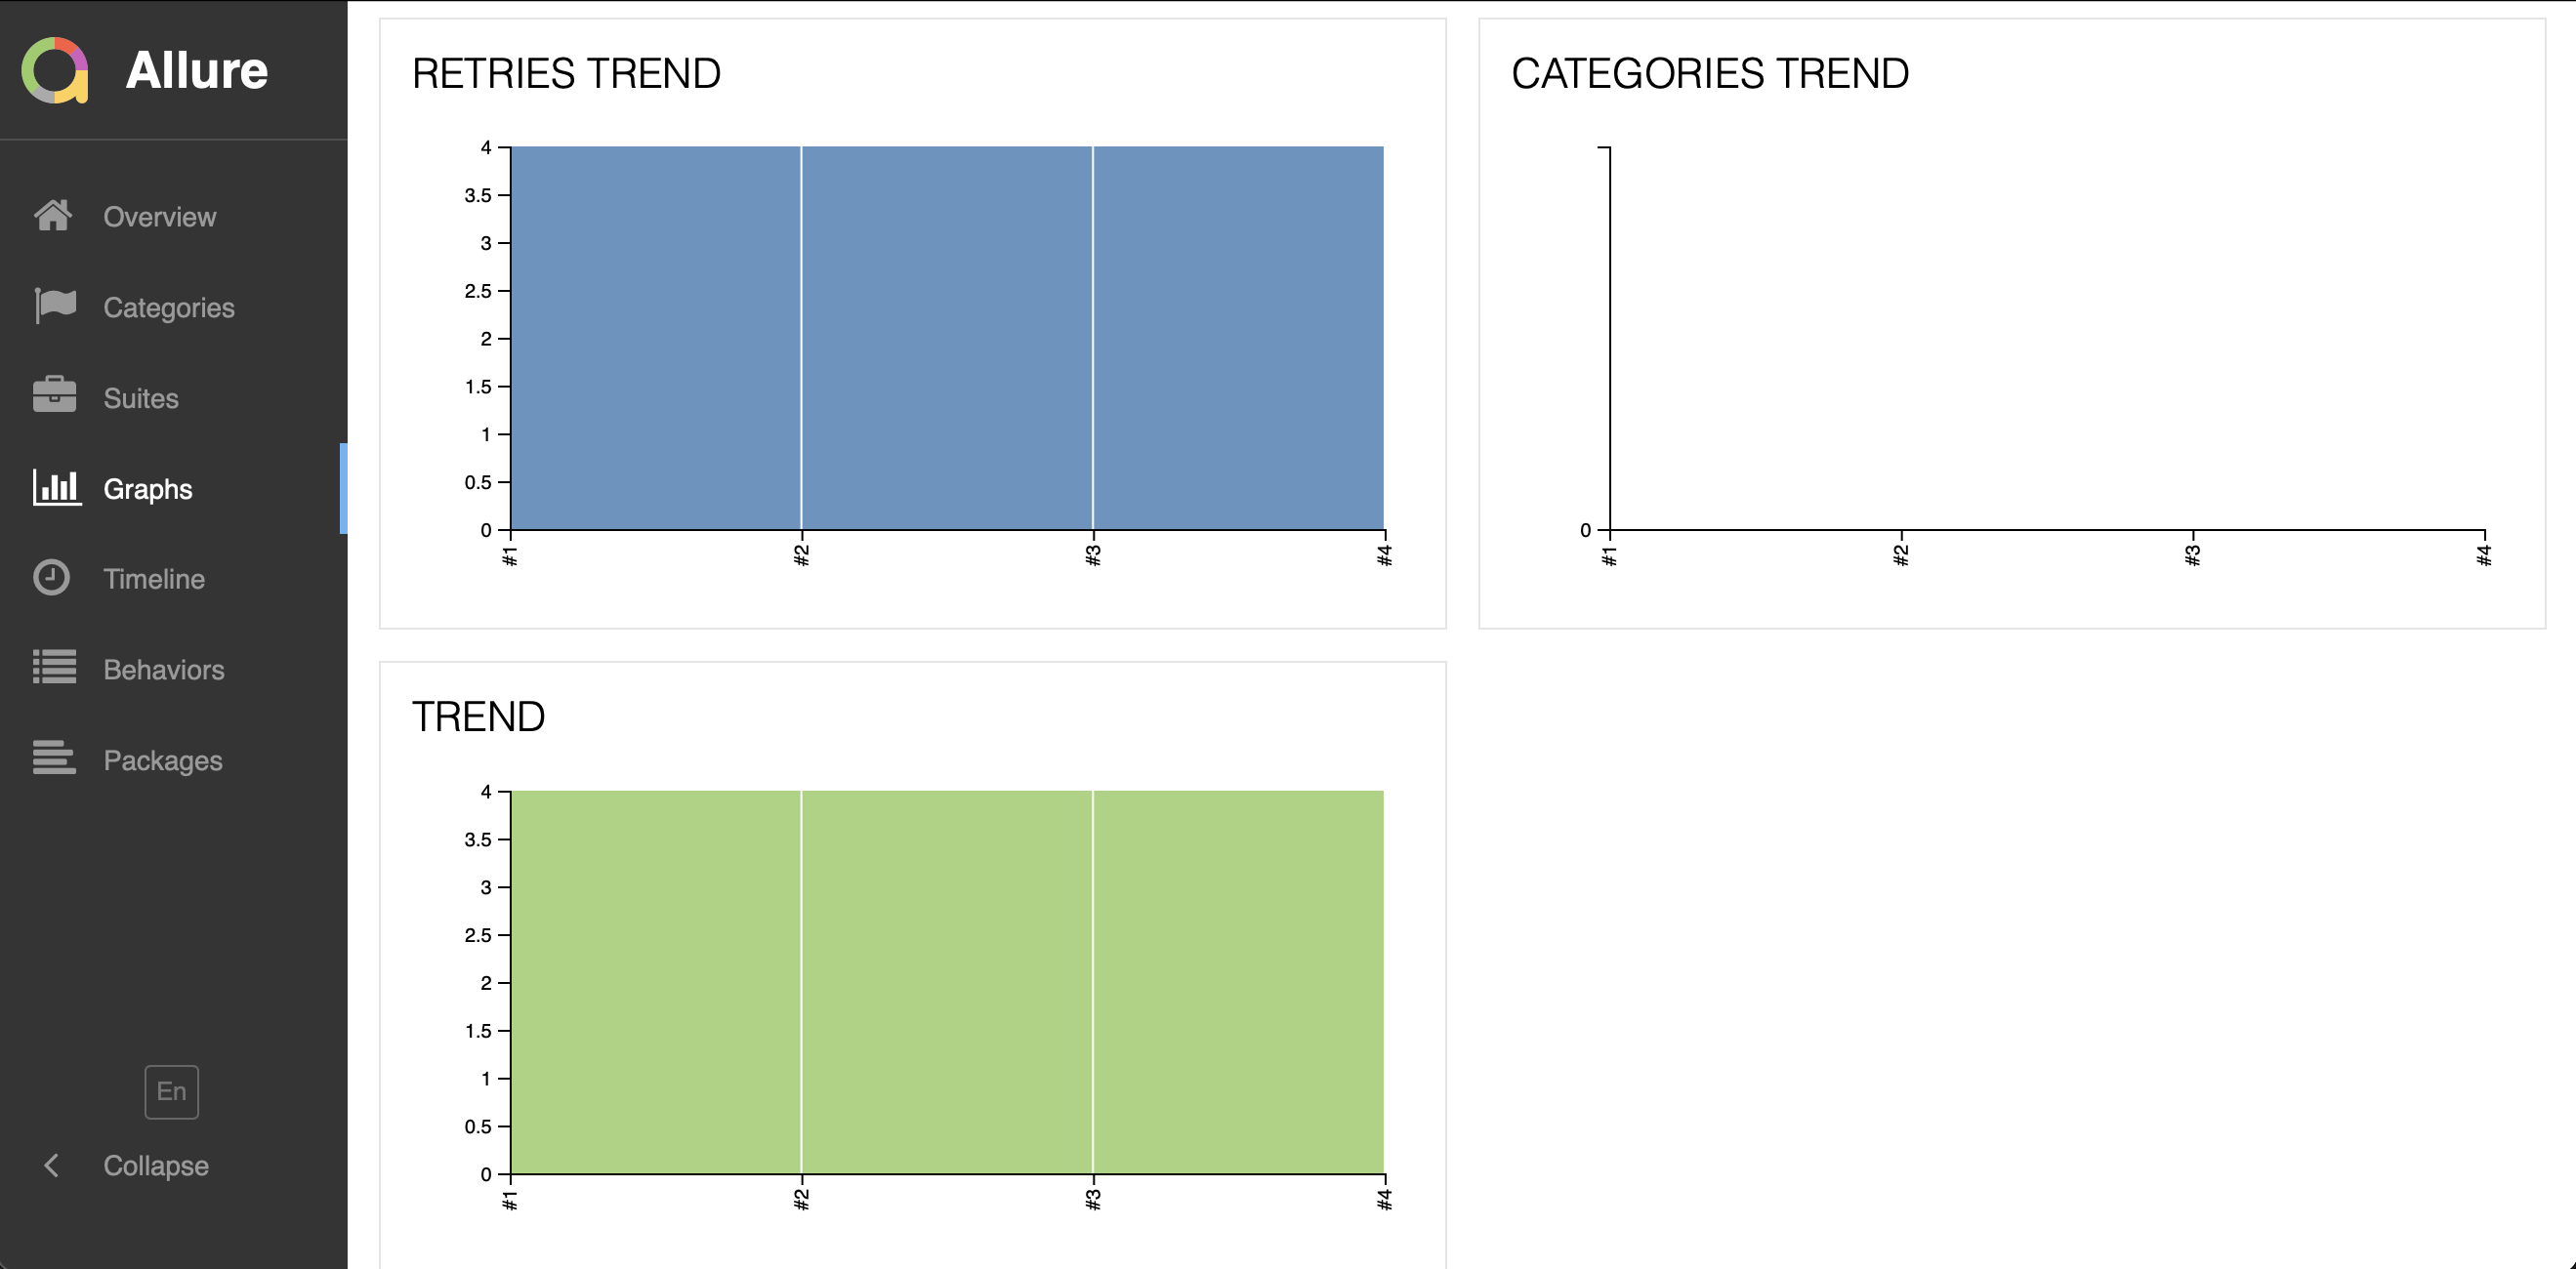 Allure
Overview
Categories
Suites
Graphs
Timeline
Behaviors
Packages
En
Collapse
RETRIES TREND
4
3.5
3
2.5
2
1.5
1
0.5
0
#1 #2 #3 #4
CATEGORIES TREND
0
#1 #2 #3 #4
TREND
4
3.5
3
2.5
2
1.5
1
0.5
0
#1 #2 #3 #4